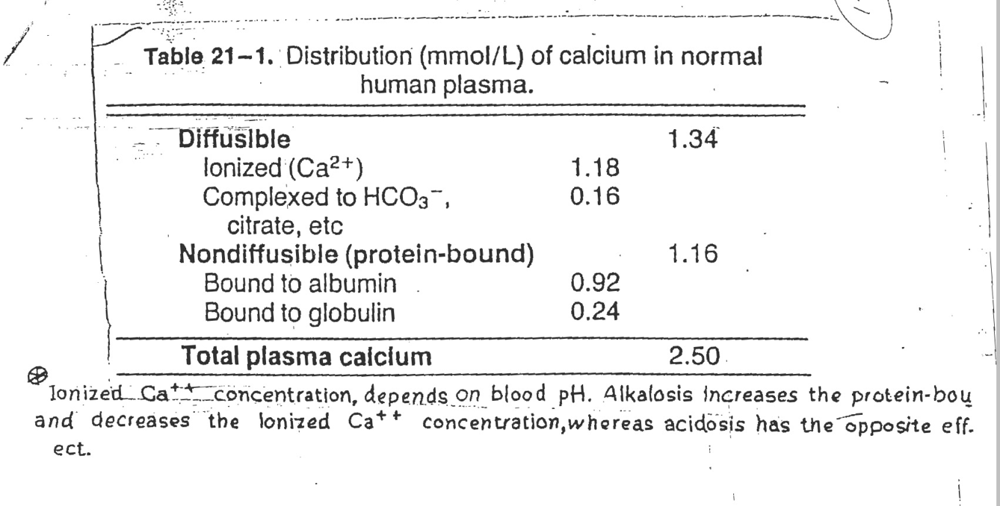 Table 21–1. Distribution (mmol/L) of calcium in normal
human plasma.
Diffusible 1.34
Ionized (Ca²⁺) 1.18
Complexed to HCO₃⁻, 0.16
citrate, etc
Nondiffusible (protein-bound) 1.16
Bound to albumin 0.92
Bound to globulin 0.24
Total plasma calcium 2.50
Ionized Ca⁺⁺ concentration, depends on blood pH. Alkalosis increases the protein-bou
and decreases the Ionized Ca⁺⁺ concentration, whereas acidosis has the opposite eff.
ect.